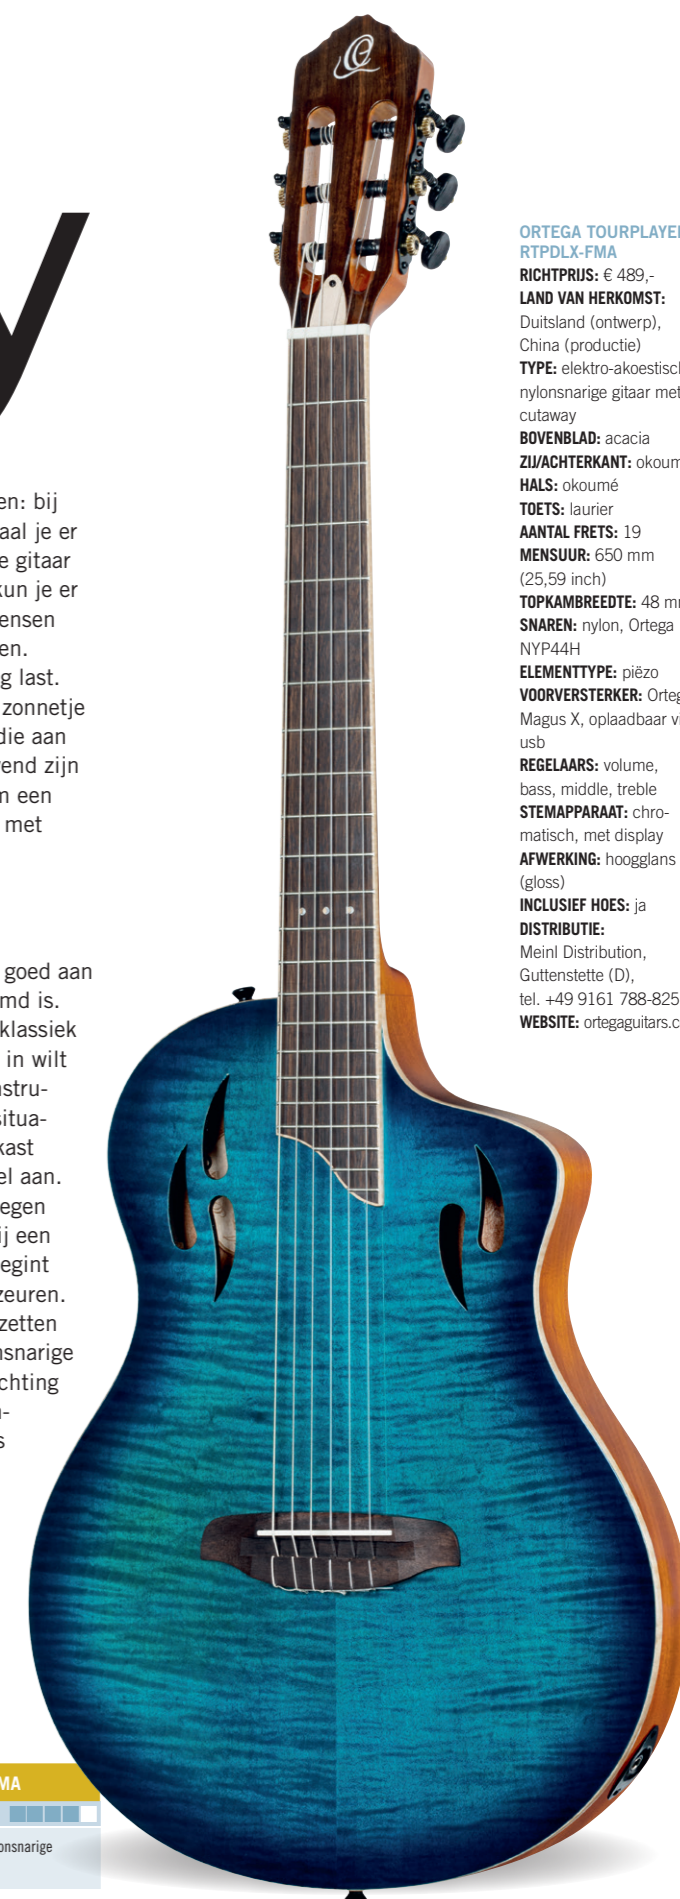 y
en: bij
aal je er
e gitaar
kun je er
ensen
en.
g last.
zonnetje
die aan
end zijn
n een
met
goed aan
md is.
klassiek
in wilt
nstru-
situa-
kast
el aan.
egen
ij een
egint
zeuren.
zetten
nsnarige
chting
n-
s
MA
onsnarige
ORTEGA TOURPLAYER
RTPDLX-FMA
RICHTPRIJS: € 489,-
LAND VAN HERKOMST:
Duitsland (ontwerp),
China (productie)
TYPE: elektro-akoestisch
nylonsnarige gitaar met
cutaway
BOVENBLAD: acacia
ZIJ/ACHTERKANT: okoum
HALS: okoumé
TOETS: laurier
AANTAL FRETS: 19
MENSUUR: 650 mm
(25,59 inch)
TOPKAMBREEDTE: 48 m
SNAREN: nylon, Ortega
NYP44H
ELEMENTTYPE: piëzo
VOORVERSTERKER: Orteg
Magus X, oplaadbaar vi
usb
REGELAARS: volume,
bass, middle, treble
STEMAPPARAAT: chro-
matisch, met display
AFWERKING: hoogglans
(gloss)
INCLUSIEF HOES: ja
DISTRIBUTIE:
Meinl Distribution,
Guttenstette (D),
tel. +49 9161 788-825
WEBSITE: ortegaguitars.c